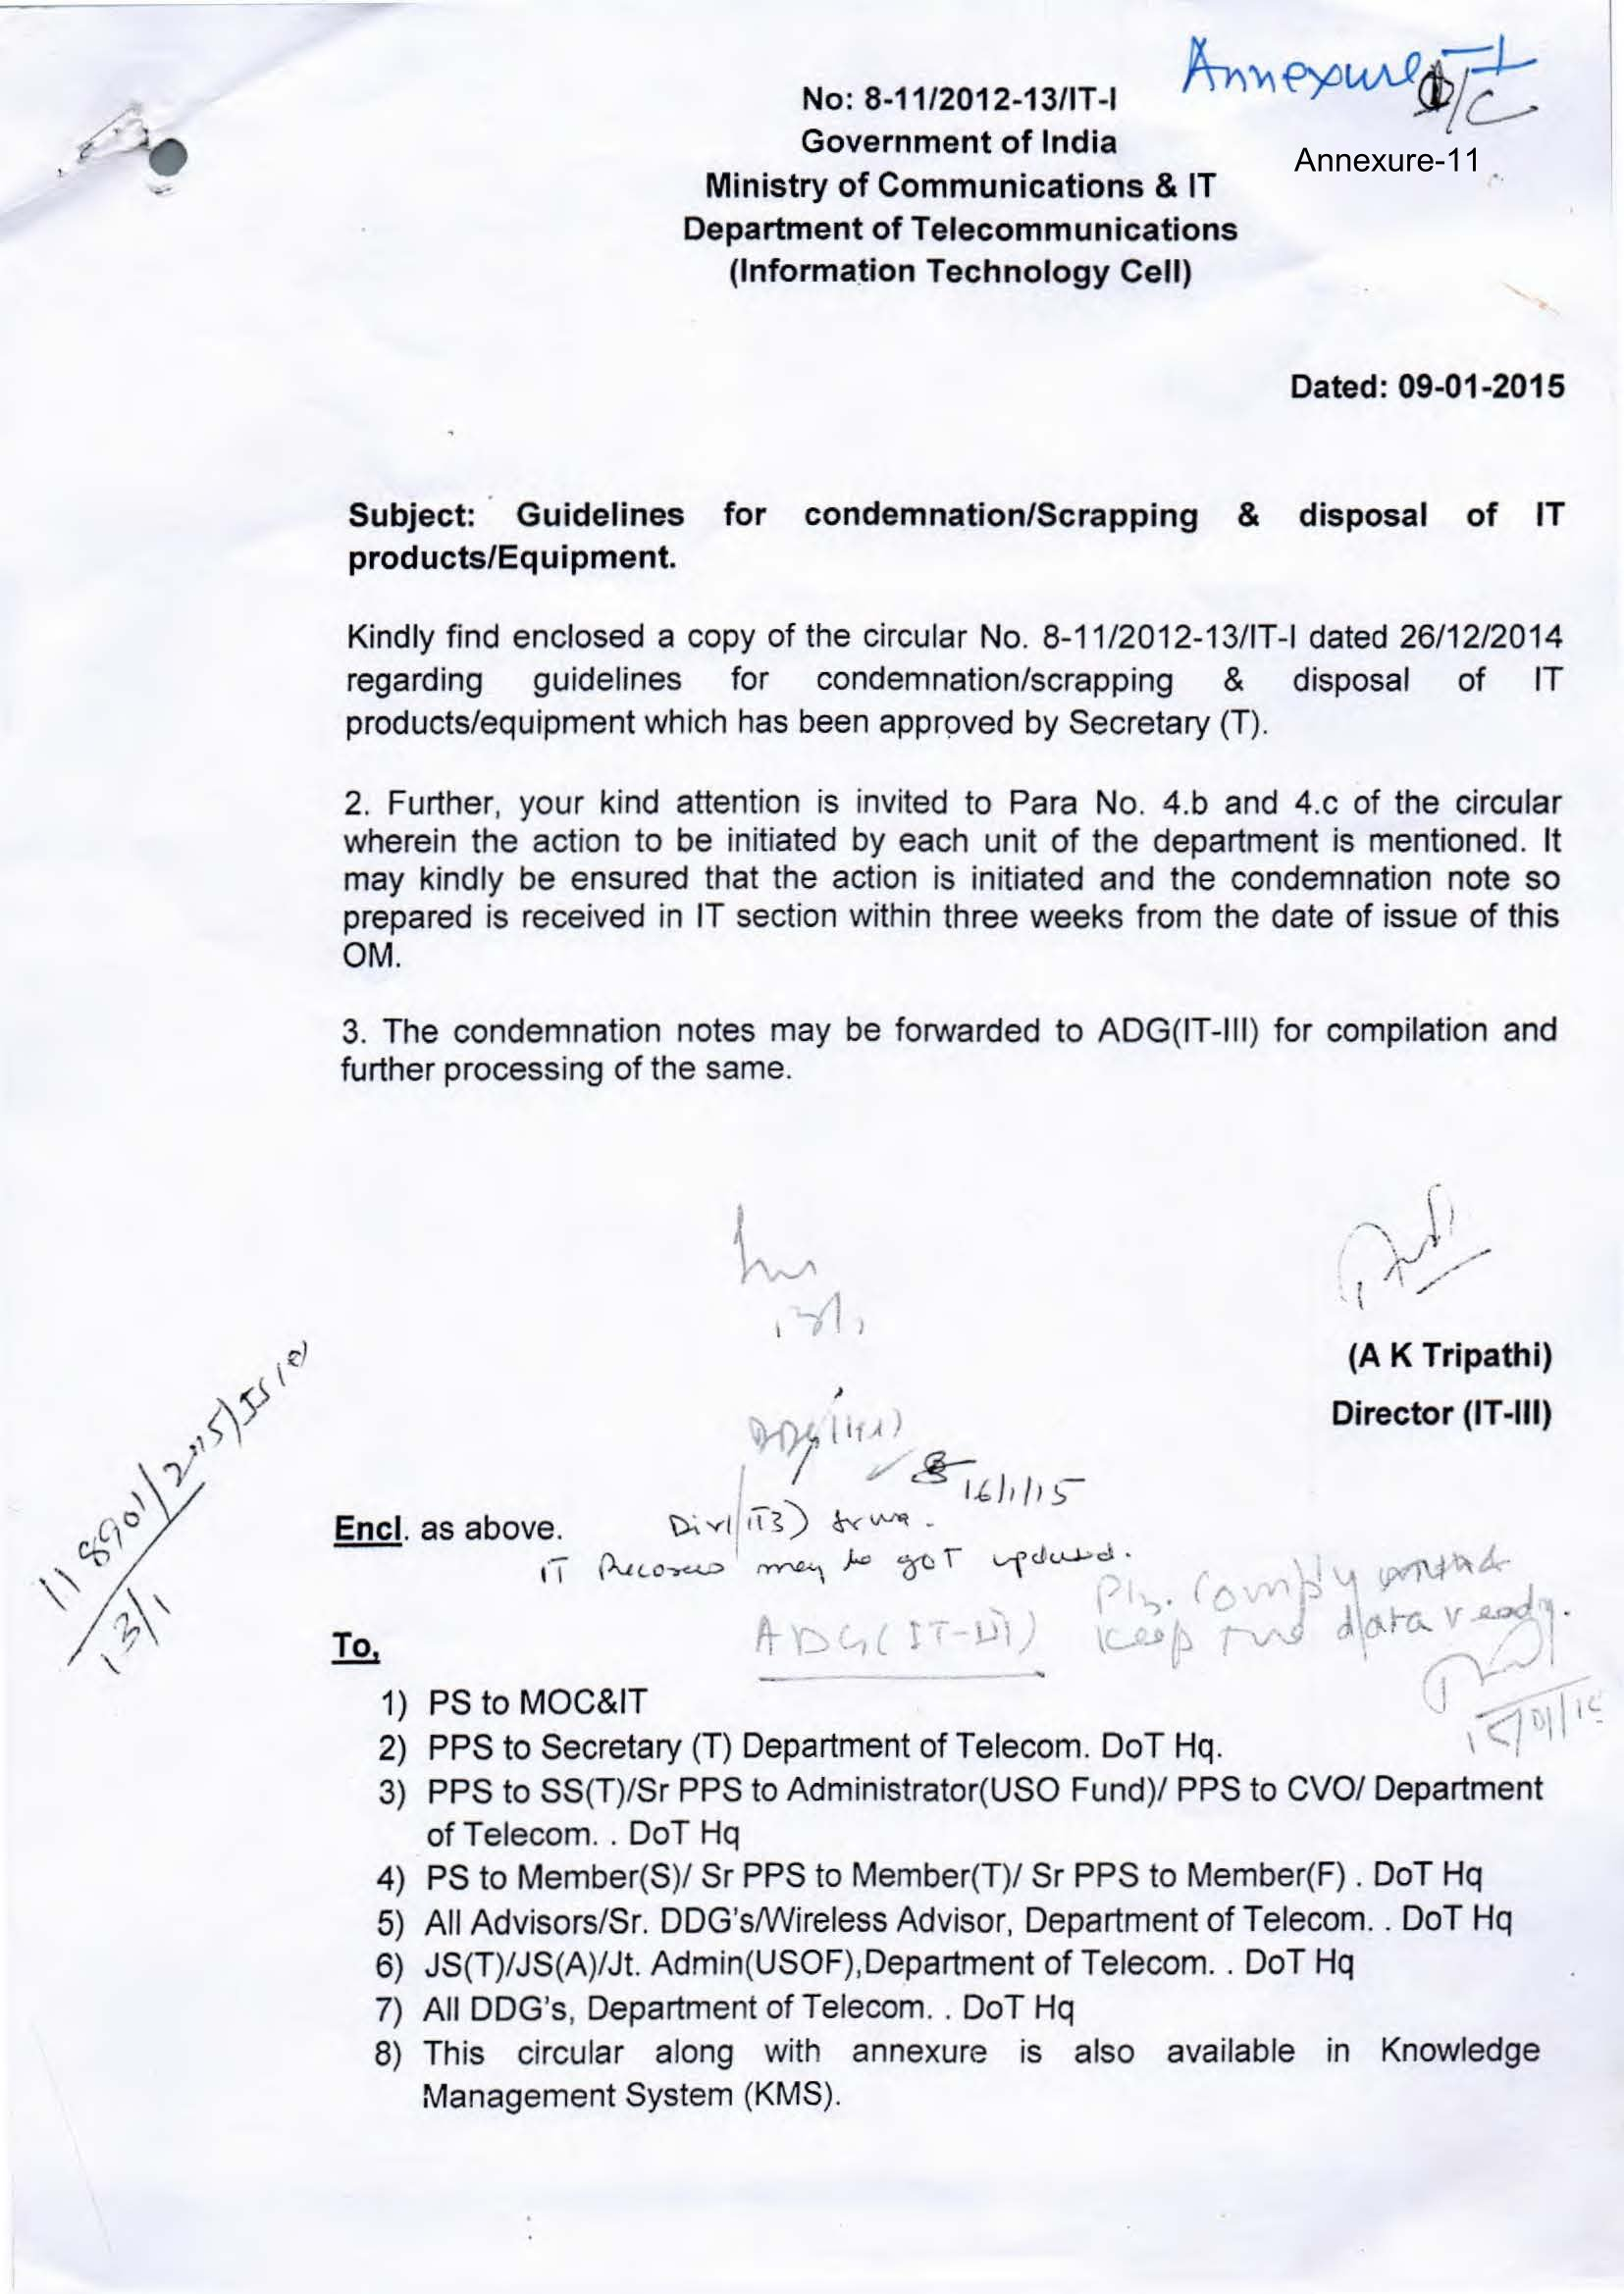 Annexure
No: 8-11/2012-13/IT-I
Government of India
Annexure-11
Ministry of Communications & IT
Department of Telecommunications
(Information Technology Cell)
Dated: 09-01-2015
Subject: Guidelines for condemnation/Scrapping & disposal of IT
products/Equipment.
Kindly find enclosed a copy of the circular No. 8-11/2012-13/IT-I dated 26/12/2014
regarding guidelines for condemnation/scrapping & disposal of IT
products/equipment which has been approved by Secretary (T).
2. Further, your kind attention is invited to Para No. 4.b and 4.c of the circular
wherein the action to be initiated by each unit of the department is mentioned. It
may kindly be ensured that the action is initiated and the condemnation note so
prepared is received in IT section within three weeks from the date of issue of this
OM.
3. The condemnation notes may be forwarded to ADG(IT-III) for compilation and
further processing of the same.
(A K Tripathi)
Director (IT-III)
16/1/15
Encl. as above.
IT may be got updated.
Plz. Comply
ADG(IT-III) keep data ready.
13/1
To,
1) PS to MOC&IT
2) PPS to Secretary (T) Department of Telecom. DoT Hq.
3) PPS to SS(T)/Sr PPS to Administrator(USO Fund)/ PPS to CVO/ Department
of Telecom. . DoT Hq
4) PS to Member(S)/ Sr PPS to Member(T)/ Sr PPS to Member(F) . DoT Hq
5) All Advisors/Sr. DDG's/Wireless Advisor, Department of Telecom. . DoT Hq
6) JS(T)/JS(A)/Jt. Admin(USOF),Department of Telecom. . DoT Hq
7) All DDG's, Department of Telecom. . DoT Hq
8) This circular along with annexure is also available in Knowledge
Management System (KMS).